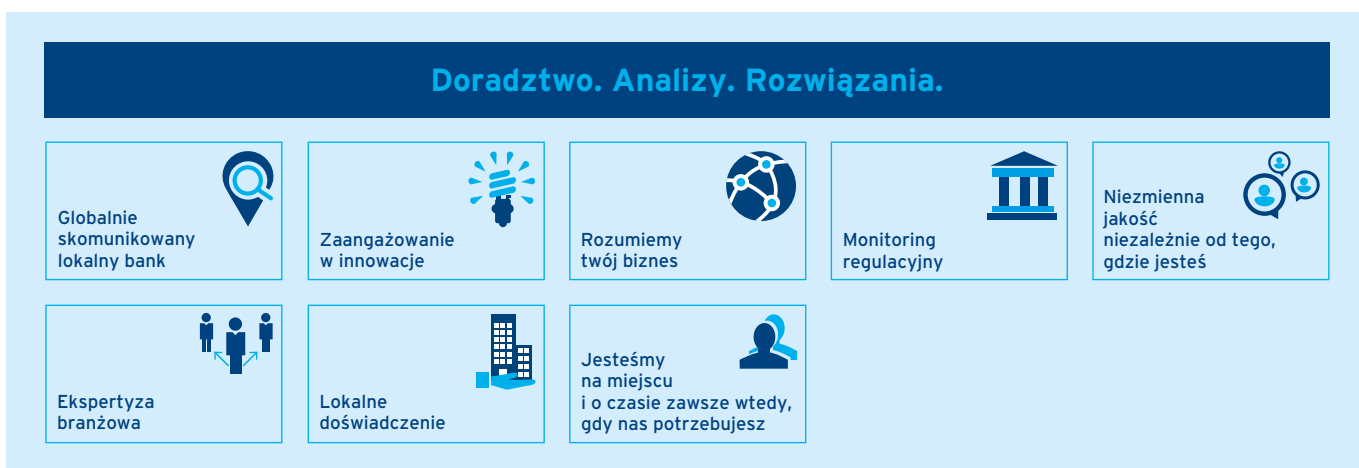 Doradztwo. Analizy. Rozwiązania.
Globalnie
skomunikowany
lokalny bank
Zaangażowanie
w innowacje
Rozumiemy
twój biznes
Monitoring
regulacyjny
Niezmienna
jakość
niezależnie od tego,
gdzie jesteś
Ekspertyza
branżowa
Lokalne
doświadczenie
Jesteśmy
na miejscu
i o czasie zawsze wtedy,
gdy nas potrzebujesz